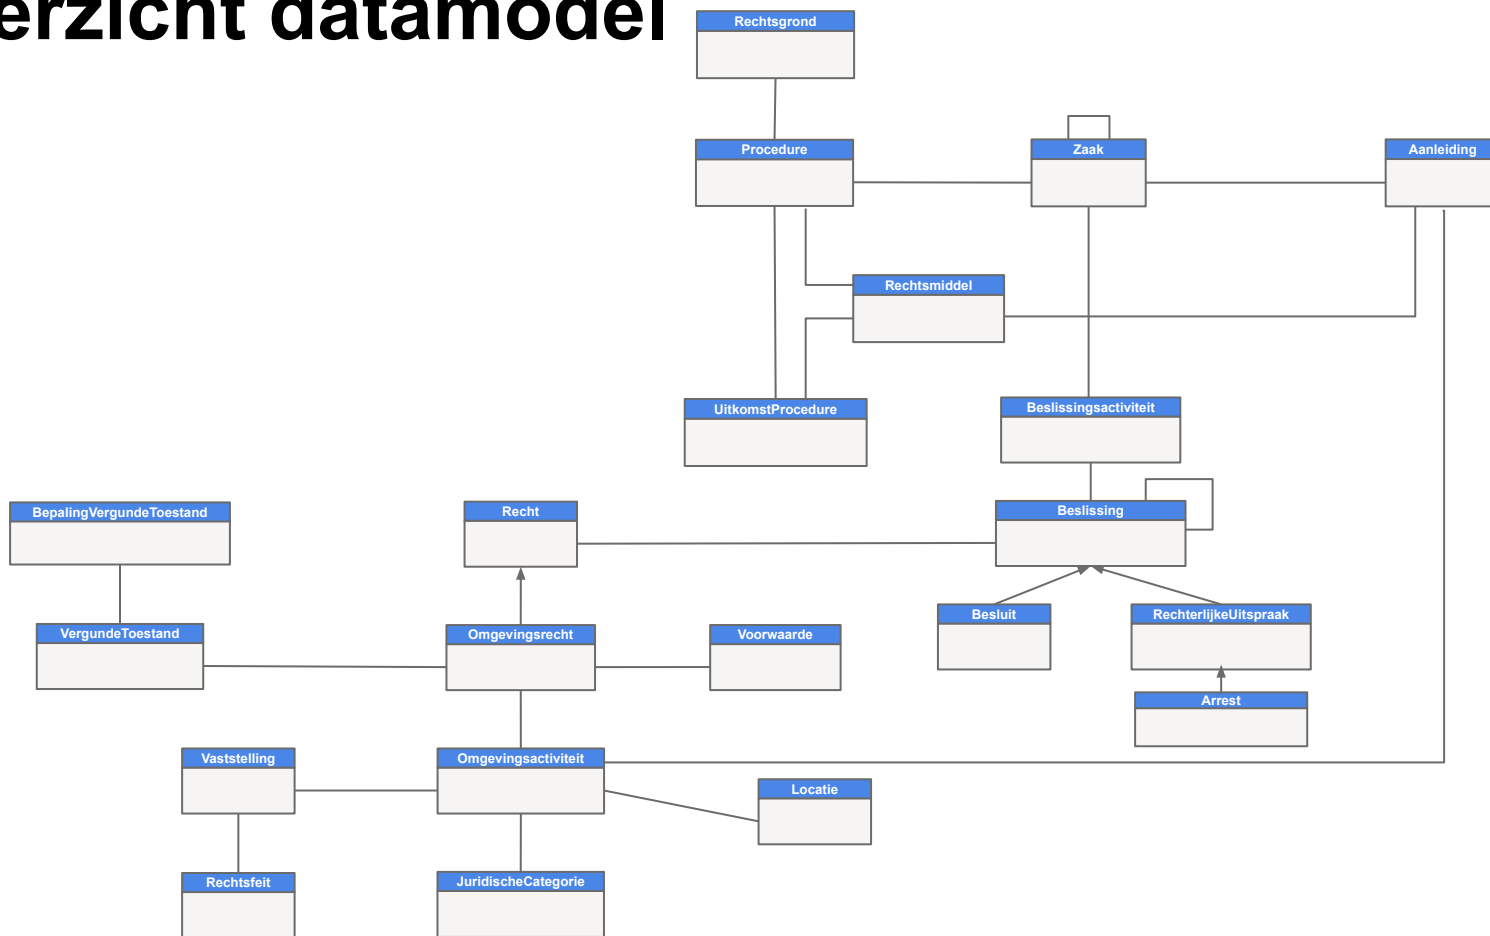 erzicht datamodel
Rechtsgrond
Procedure
Zaak
Aanleiding
Rechtsmiddel
UitkomstProcedure
Beslissingsactiviteit
BepalingVergundeToestand
Recht
Beslissing
Besluit
RechterlijkeUitspraak
VergundeToestand
Omgevingsrecht
Voorwaarde
Arrest
Vaststelling
Omgevingsactiviteit
Locatie
Rechtsfeit
JuridischeCategorie